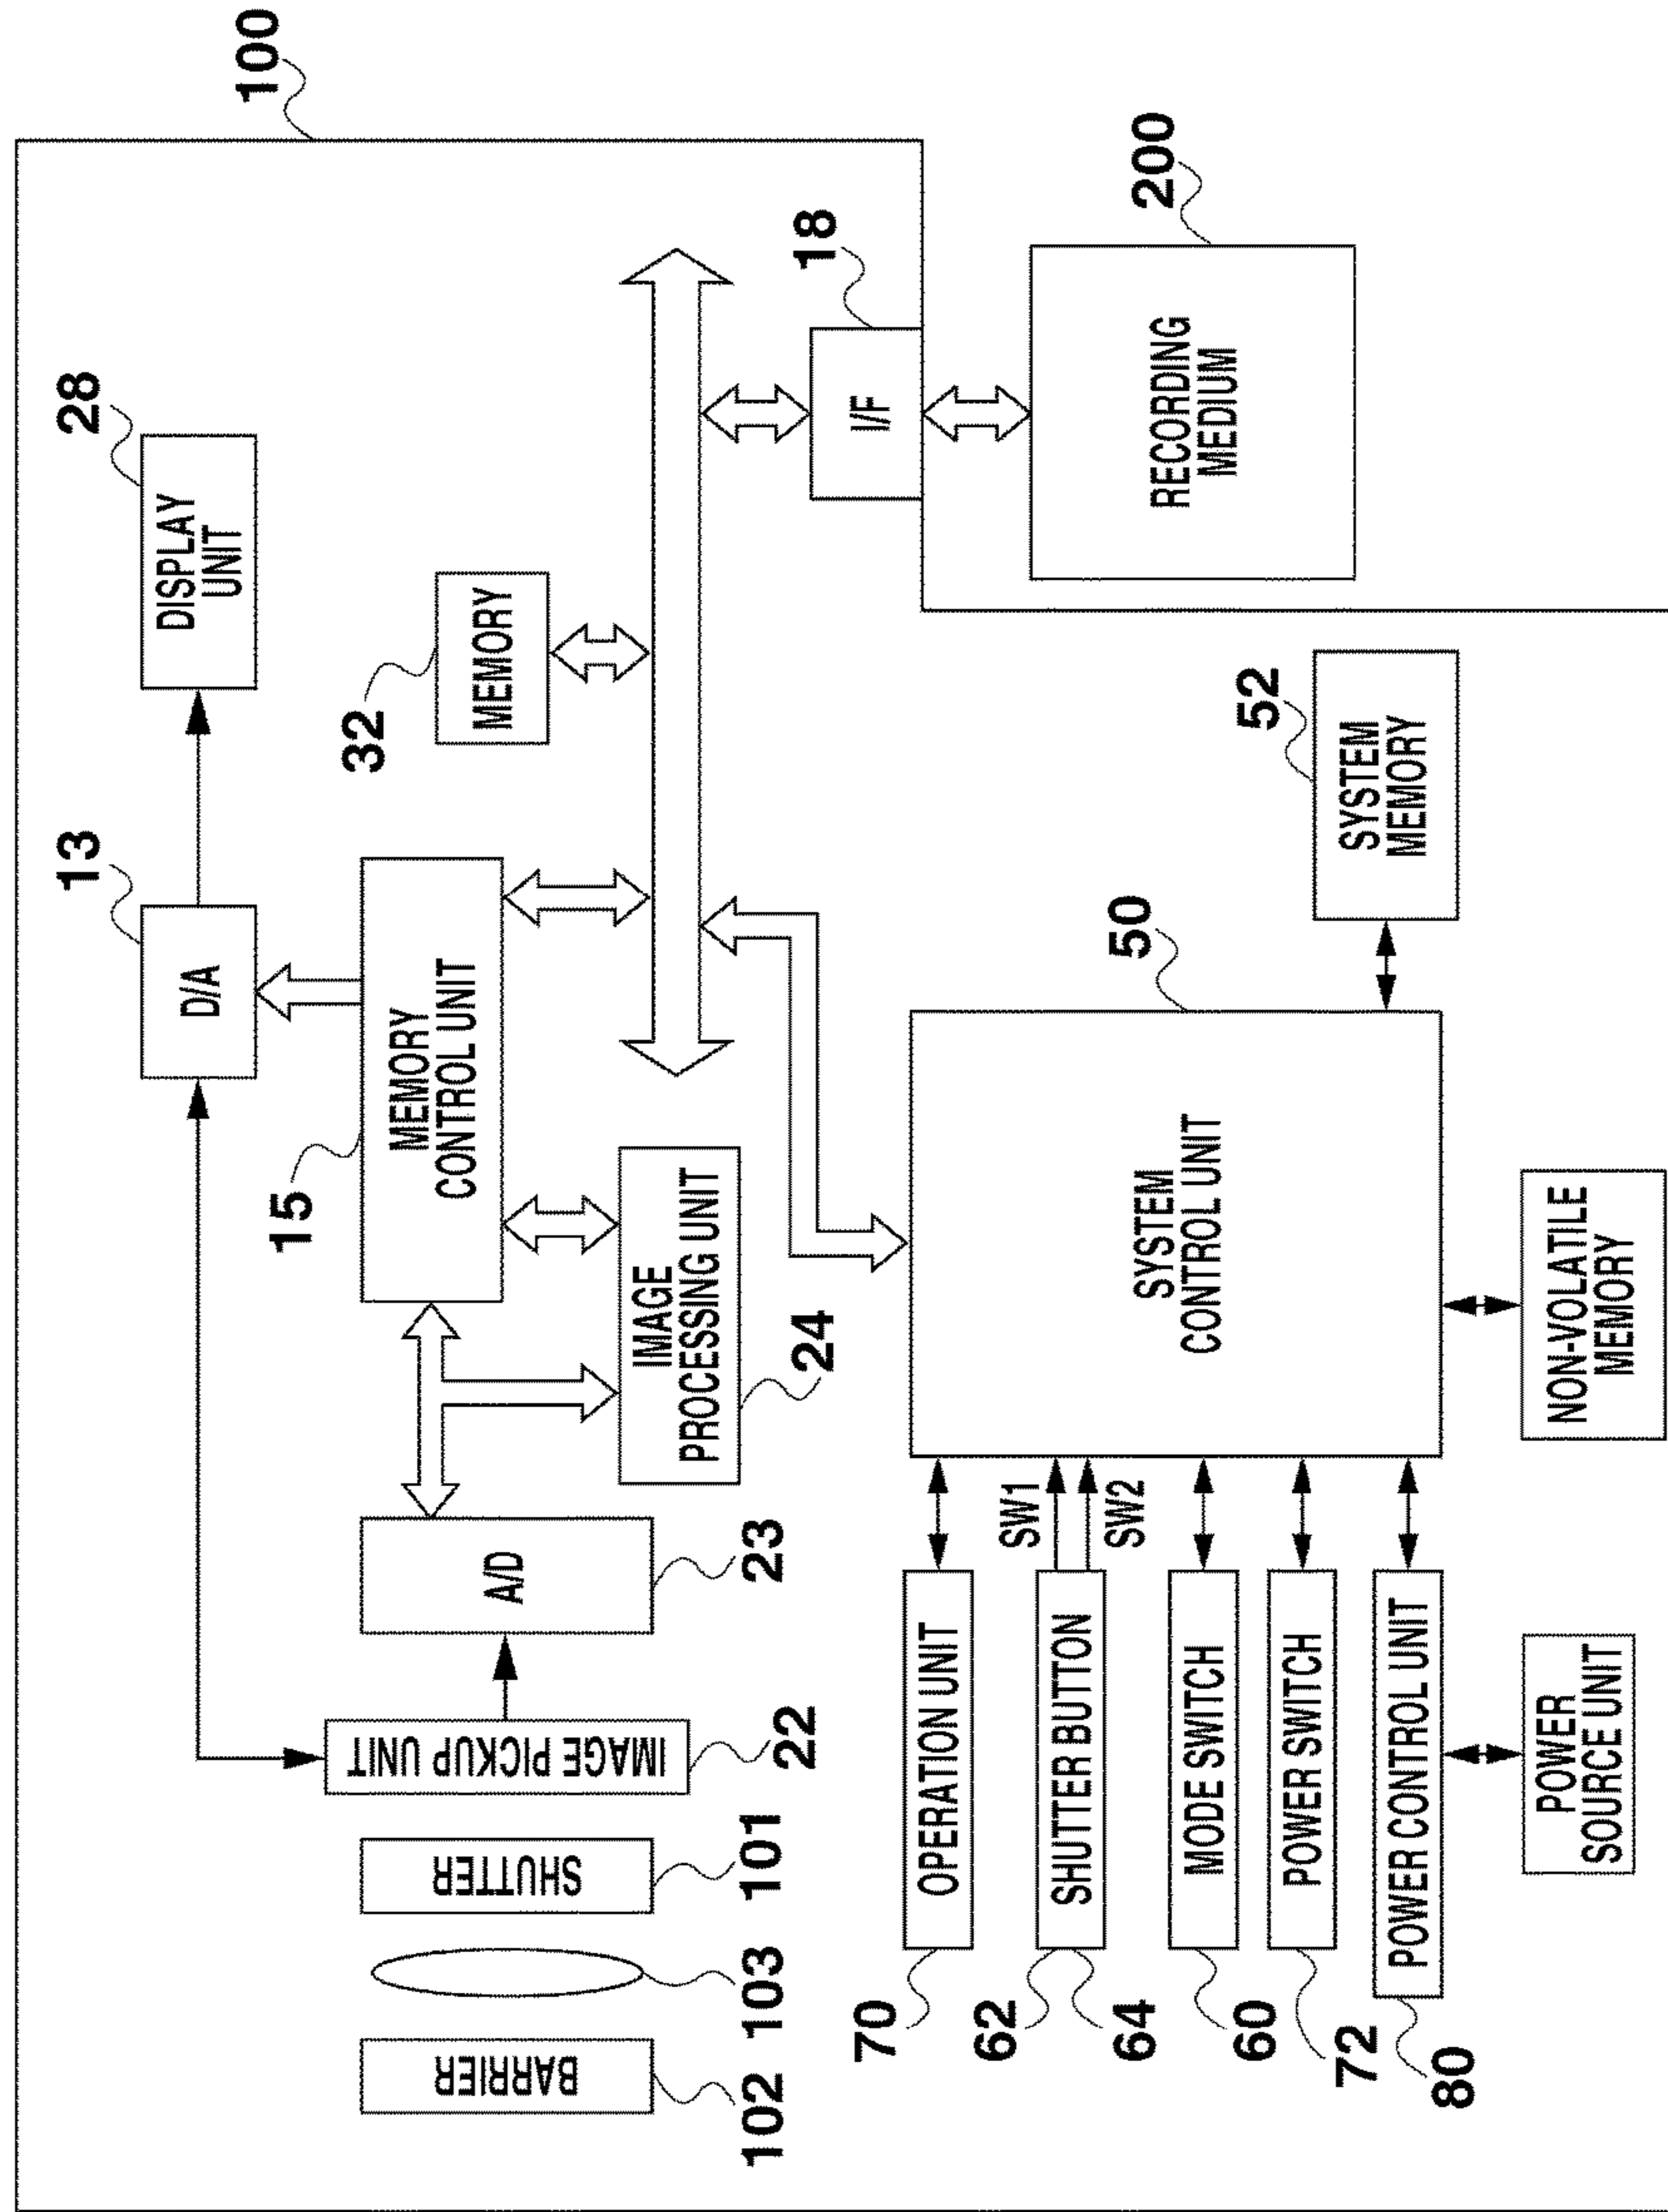 100
28
DISPLAY
UNIT
13
D/A
32
MEMORY
15
MEMORY
CONTROL UNIT
18
I/F
200
RECORDING
MEDIUM
IMAGE
PROCESSING UNIT
24
A/D
23
IMAGE PICKUP UNIT
22
SHUTTER
101
103
BARRIER
102
52
SYSTEM
MEMORY
50
SYSTEM
CONTROL UNIT
NON-VOLATILE
MEMORY
SW1
SW2
OPERATION UNIT
70
SHUTTER BUTTON
62
64
MODE SWITCH
60
POWER SWITCH
72
POWER CONTROL UNIT
80
POWER
SOURCE UNIT